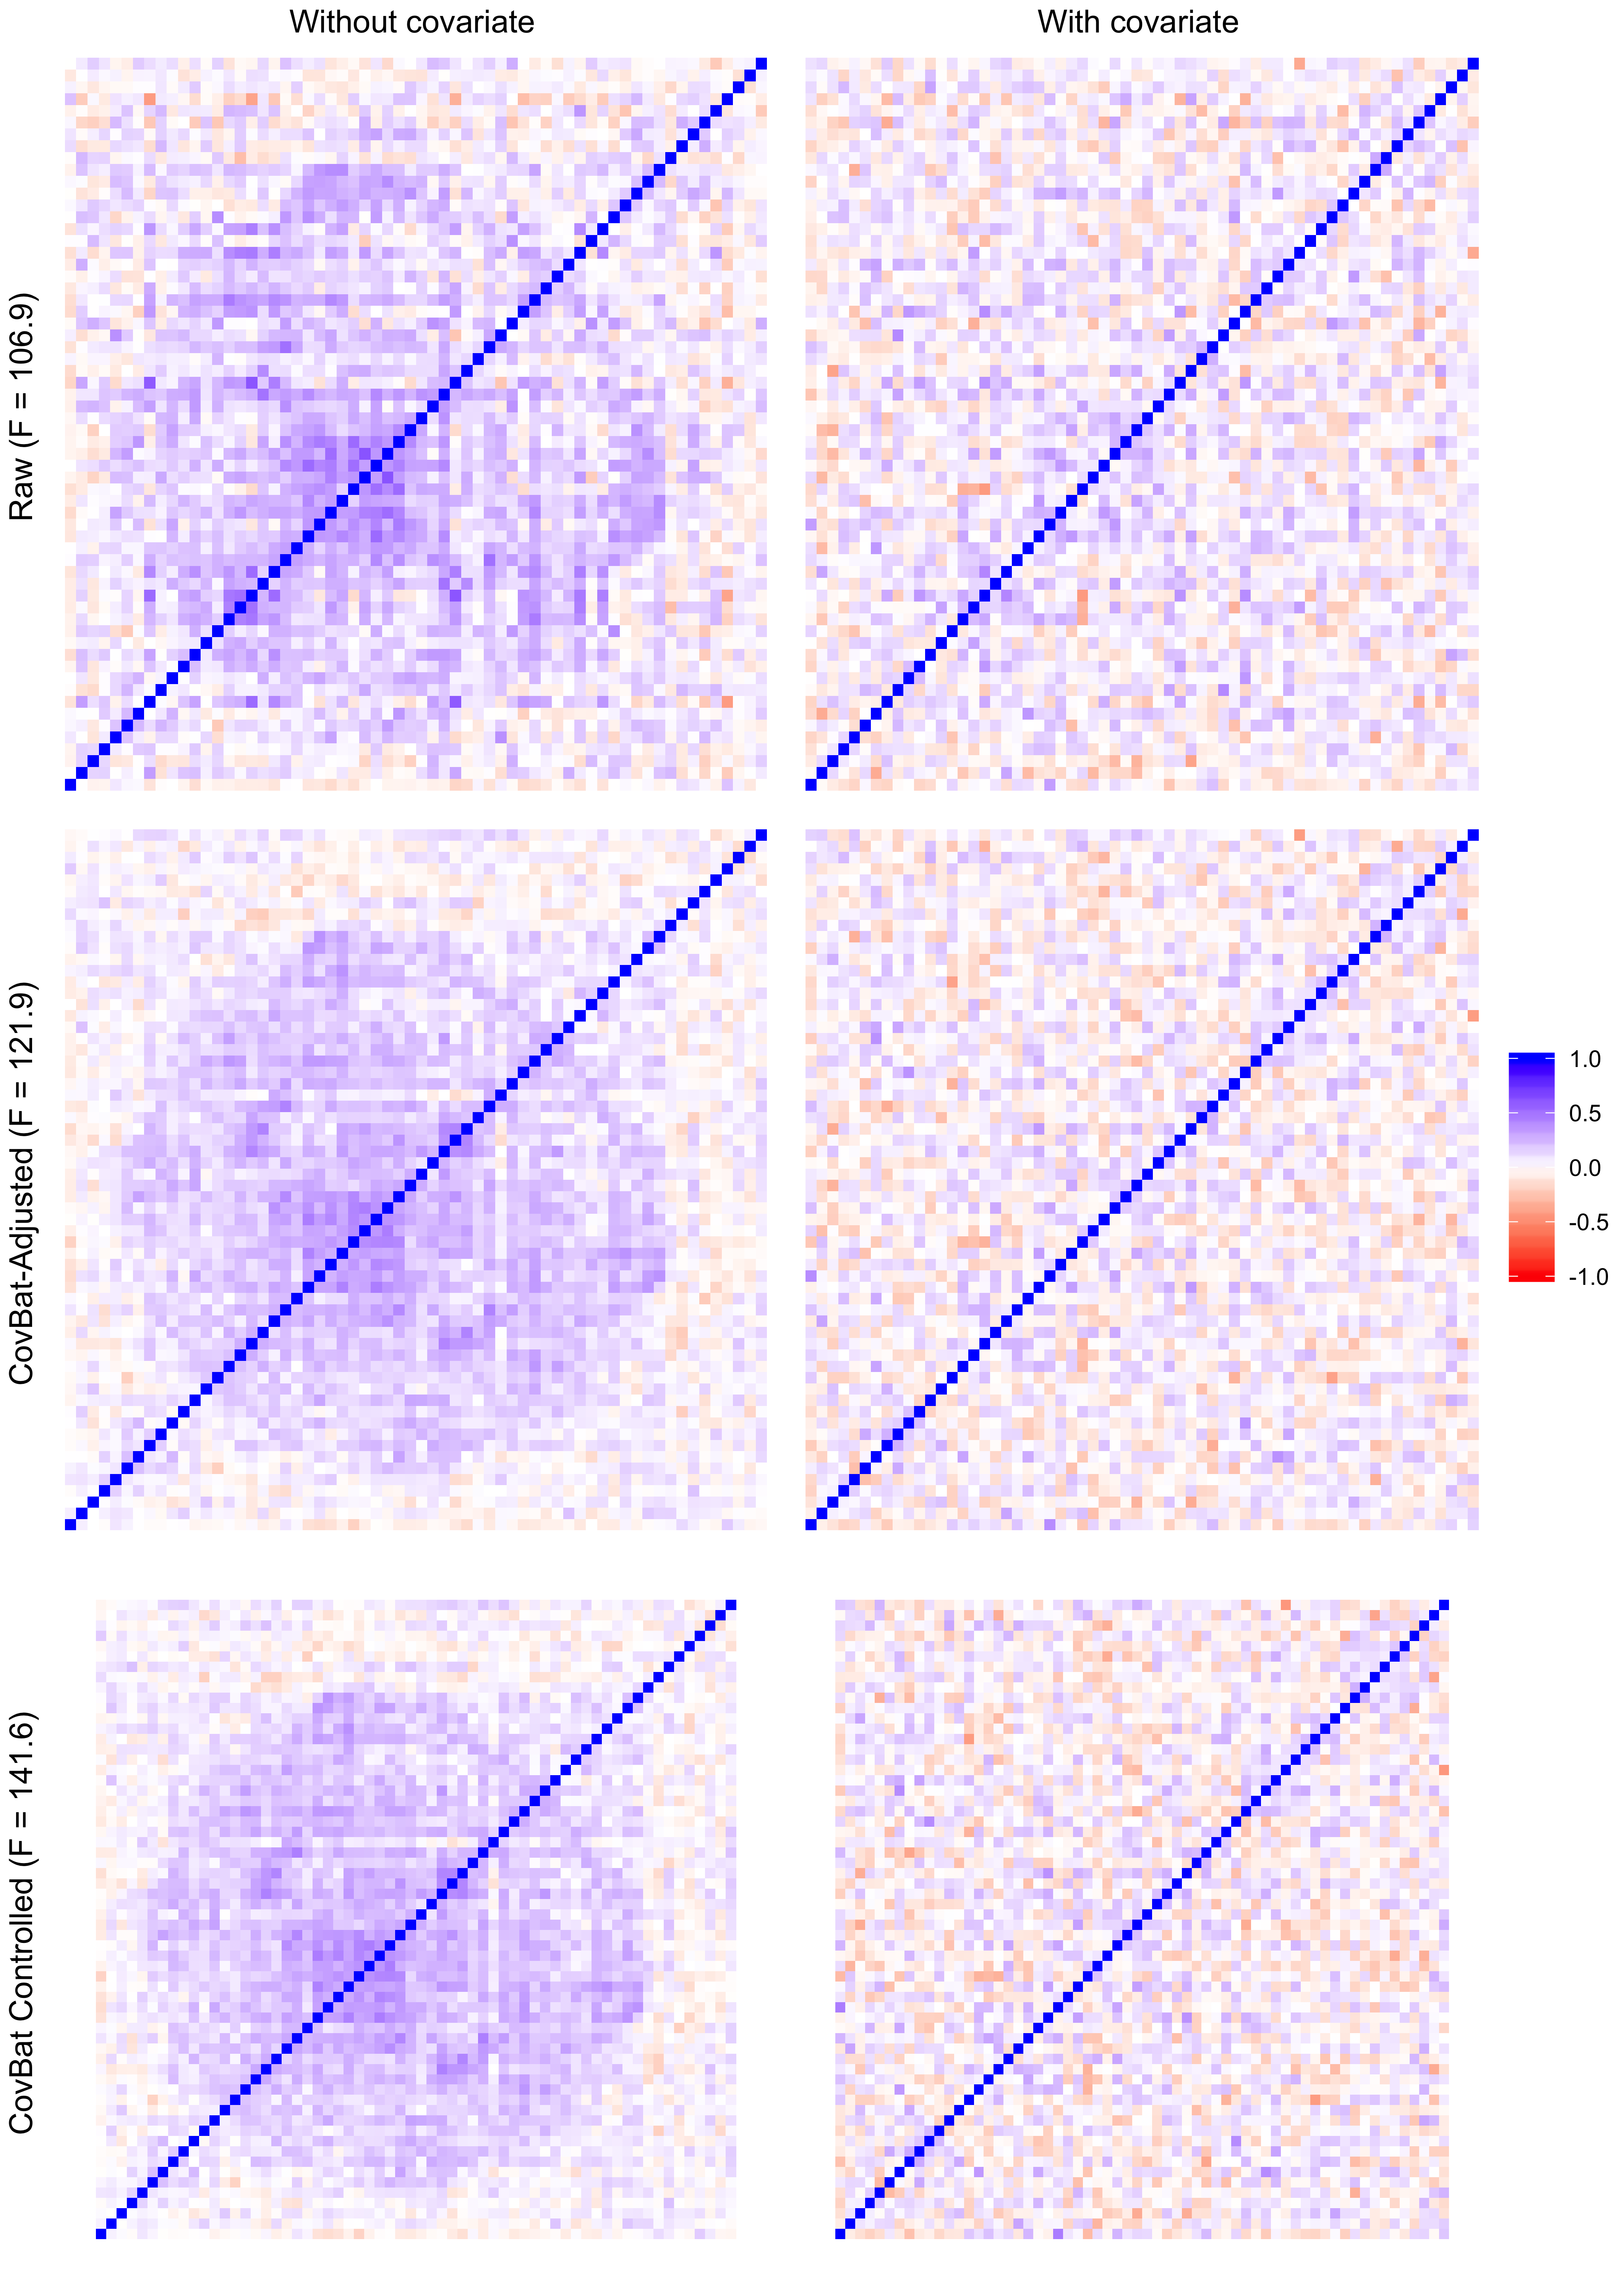 Without covariate
With covariate
Raw (F = 106.9)
CovBat-Adjusted (F = 121.9)
1.0
0.5
0.0
-0.5
-1.0
CovBat Controlled (F = 141.6)